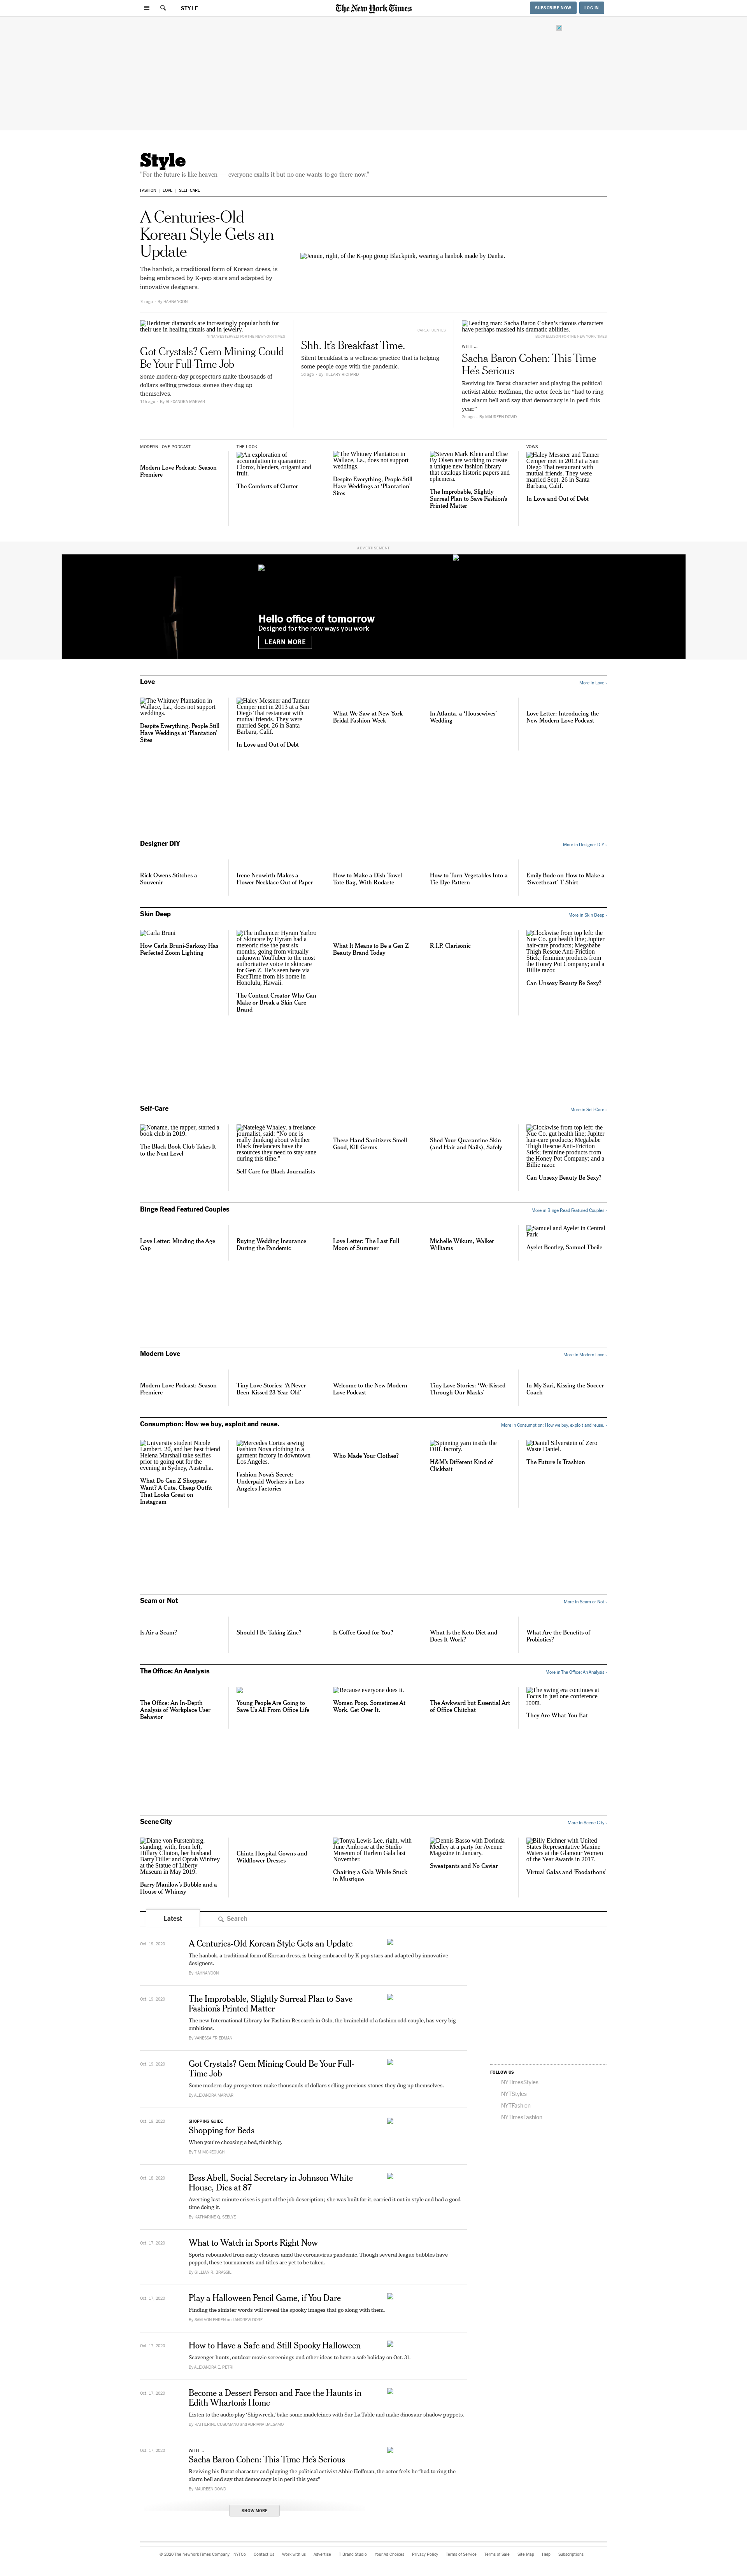 STYLE
The New York Times
SUBSCRIBE NOW
LOG IN
Style
"The future is like heaven — everyone exalts it but no one wants to go there now."
FASHION
LOVE
SELF-CARE
A Centuries-Old
Korean Style Gets an
Update
The hanbok, a traditional form of Korean dress, is
being embraced by K-pop stars and adapted by
innovative designers.
7h ago · By HAHNA YOON
Jennie, right, of the K-pop group Blackpink, wearing a hanbok made by Danha.
Herkimer diamonds are increasingly popular both for
their use in healing rituals and in jewelry.
Got Crystals? Gem Mining Could
Be Your Full-Time Job
Some modern-day prospectors make thousands of
dollars selling precious stones they dug up
themselves.
11h ago · By ALEXANDRA MARVAR
Shh. It's Breakfast Time.
Silent breakfast is a wellness practice that is helping
some people cope with the pandemic.
3d ago · By HILLARY RICHARD
Leading man: Sacha Baron Cohen's riotous characters
have perhaps masked his dramatic abilities.
WITH ...
Sacha Baron Cohen: This Time
He's Serious
Reviving his Borat character and playing the political
activist Abbie Hoffman, the actor feels he "had to ring
the alarm bell and say that democracy is in peril this
year."
2d ago · By MAUREEN DOWD
MODERN LOVE PODCAST
Modern Love Podcast: Season
Premiere
THE LOOK
An exploration of
accumulation in quarantine:
Clorox, blenders, origami and
fruit.
The Comforts of Clutter
The Whitney Plantation in
Wallace, La., does not support
weddings.
Despite Everything, People Still
Have Weddings at 'Plantation'
Sites
Steven Mark Klein and Elise
By Olsen are working to create
a unique new fashion library
that catalogs historic papers and
ephemera.
The Improbable, Slightly
Surreal Plan to Save Fashion's
Printed Matter
VOWS
Haley Messner and Tanner
Cemper met in 2013 at a San
Diego Thai restaurant with
mutual friends. They were
married Sept. 26 in Santa
Barbara, Calif.
In Love and Out of Debt
ADVERTISEMENT
Hello office of tomorrow
Designed for the new ways you work
LEARN MORE
Love
More in Love ›
The Whitney Plantation in
Wallace, La., does not support
weddings.
Despite Everything, People Still
Have Weddings at 'Plantation'
Sites
Haley Messner and Tanner
Cemper met in 2013 at a San
Diego Thai restaurant with
mutual friends. They were
married Sept. 26 in Santa
Barbara, Calif.
In Love and Out of Debt
What We Saw at New York
Bridal Fashion Week
In Atlanta, a 'Housewives'
Wedding
Love Letter: Introducing the
New Modern Love Podcast
Designer DIY
More in Designer DIY ›
Rick Owens Stitches a
Souvenir
Irene Neuwirth Makes a
Flower Necklace Out of Paper
How to Make a Dish Towel
Tote Bag, With Rodarte
How to Turn Vegetables Into a
Tie-Dye Pattern
Emily Bode on How to Make a
'Sweetheart' T-Shirt
Skin Deep
More in Skin Deep ›
Carla Bruni
How Carla Bruni-Sarkozy Has
Perfected Zoom Lighting
The influencer Hyram Yarbro
of Skincare by Hyram had a
meteoric rise the past six
months, going from virtually
unknown YouTuber to the most
authoritative voice in skincare
for Gen Z. He's seen here via
FaceTime from his home in
Honolulu, Hawaii.
The Content Creator Who Can
Make or Break a Skin Care
Brand
What It Means to Be a Gen Z
Beauty Brand Today
R.I.P. Clarisonic
Clockwise from top left: the
Nue Co. gut health line; Jupiter
hair-care products; Megababe
Thigh Rescue Anti-Friction
Stick; feminine products from
the Honey Pot Company; and a
Billie razor.
Can Unsexy Beauty Be Sexy?
Self-Care
More in Self-Care ›
Noname, the rapper, started a
book club in 2019.
The Black Book Club Takes It
to the Next Level
Natelegé Whaley, a freelance
journalist, said: "No one is
really thinking about whether
Black freelancers have the
resources they need to stay sane
during this time."
Self-Care for Black Journalists
These Hand Sanitizers Smell
Good, Kill Germs
Shed Your Quarantine Skin
(and Hair and Nails), Safely
Clockwise from top left: the
Nue Co. gut health line; Jupiter
hair-care products; Megababe
Thigh Rescue Anti-Friction
Stick; feminine products from
the Honey Pot Company; and a
Billie razor.
Can Unsexy Beauty Be Sexy?
Binge Read Featured Couples
More in Binge Read Featured Couples ›
Love Letter: Minding the Age
Gap
Buying Wedding Insurance
During the Pandemic
Love Letter: The Last Full
Moon of Summer
Michelle Wikum, Walker
Williams
Samuel and Ayelet in Central
Park
Ayelet Bentley, Samuel Tbeile
Modern Love
More in Modern Love ›
Modern Love Podcast: Season
Premiere
Tiny Love Stories: 'A Never-
Been-Kissed 23-Year-Old'
Welcome to the New Modern
Love Podcast
Tiny Love Stories: 'We Kissed
Through Our Masks'
In My Sari, Kissing the Soccer
Coach
Consumption: How we buy, exploit and reuse.
More in Consumption: How we buy, exploit and reuse. ›
University student Nicole
Lambert, 20, and her best friend
Helena Marshall take selfies
prior to going out for the
evening in Sydney, Australia.
What Do Gen Z Shoppers
Want? A Cute, Cheap Outfit
That Looks Great on
Instagram
Mercedes Cortes sewing
Fashion Nova clothing in a
garment factory in downtown
Los Angeles.
Fashion Nova's Secret:
Underpaid Workers in Los
Angeles Factories
Who Made Your Clothes?
Spinning yarn inside the
DBL factory.
H&M's Different Kind of
Clickbait
Daniel Silverstein of Zero
Waste Daniel.
The Future Is Trashion
Scam or Not
More in Scam or Not ›
Is Air a Scam?
Should I Be Taking Zinc?
Is Coffee Good for You?
What Is the Keto Diet and
Does It Work?
What Are the Benefits of
Probiotics?
The Office: An Analysis
More in The Office: An Analysis ›
The Office: An In-Depth
Analysis of Workplace User
Behavior
Young People Are Going to
Save Us All From Office Life
Because everyone does it.
Women Poop. Sometimes At
Work. Get Over It.
The Awkward but Essential Art
of Office Chitchat
The swing era continues at
Focus in just one conference
room.
They Are What You Eat
Scene City
More in Scene City ›
Diane von Furstenberg,
standing, with, from left,
Hillary Clinton, her husband
Barry Diller and Oprah Winfrey
at the Statue of Liberty
Museum in May 2019.
Barry Manilow's Bubble and a
House of Whimsy
Chintz Hospital Gowns and
Wildflower Dresses
Tonya Lewis Lee, right, with
June Ambrose at the Studio
Museum of Harlem Gala last
November.
Chairing a Gala While Stuck
in Mustique
Dennis Basso with Dorinda
Medley at a party for Avenue
Magazine in January.
Sweatpants and No Caviar
Billy Eichner with United
States Representative Maxine
Waters at the Glamour Women
of the Year Awards in 2017.
Virtual Galas and 'Foodathons'
Latest
Search
Oct. 19, 2020
A Centuries-Old Korean Style Gets an Update
The hanbok, a traditional form of Korean dress, is being embraced by K-pop stars and adapted by innovative
designers.
By HAHNA YOON
Oct. 19, 2020
The Improbable, Slightly Surreal Plan to Save
Fashion's Printed Matter
The new International Library for Fashion Research in Oslo, the brainchild of a fashion odd couple, has very big
ambitions.
By VANESSA FRIEDMAN
Oct. 19, 2020
Got Crystals? Gem Mining Could Be Your Full-
Time Job
Some modern-day prospectors make thousands of dollars selling precious stones they dug up themselves.
By ALEXANDRA MARVAR
Oct. 18, 2020
SHOPPING GUIDE
Shopping for Beds
When you're choosing a bed, think big.
By TIM MCKEOUGH
Oct. 18, 2020
Bess Abell, Social Secretary in Johnson White
House, Dies at 87
Averting last-minute crises is part of the job description; she was built for it, carried it out in style and had a good
time doing it.
By KATHARINE Q. SEELYE
Oct. 17, 2020
What to Watch in Sports Right Now
Sports rebounded from early closures amid the coronavirus pandemic. Though several league bubbles have
popped, these tournaments and titles are yet to be taken.
By GILLIAN R. BRASSIL
Oct. 17, 2020
Play a Halloween Pencil Game, if You Dare
Finding the sinister words will reveal the spooky images that go along with them.
By SAM VON EHREN and ANDREW DORE
Oct. 17, 2020
How to Have a Safe and Still Spooky Halloween
Scavenger hunts, outdoor movie screenings and other ideas to have a safe holiday on Oct. 31.
By ALEXANDRA E. PETRI
Oct. 17, 2020
Become a Dessert Person and Face the Haunts in
Edith Wharton's Home
Listen to the audio play 'Shipwreck,' bake some madeleines with Sur La Table and make dinosaur-shadow puppets.
By KATHERINE CUSUMANO and ADRIANA BALSAMO
Oct. 17, 2020
WITH ...
Sacha Baron Cohen: This Time He's Serious
Reviving his Borat character and playing the political activist Abbie Hoffman, the actor feels he "had to ring the
alarm bell and say that democracy is in peril this year."
By MAUREEN DOWD
SHOW MORE
FOLLOW US
NYTimesStyles
NYTStyles
NYTFashion
NYTimesFashion
© 2020 The New York Times Company
NYTCo
Contact Us
Work with us
Advertise
T Brand Studio
Your Ad Choices
Privacy Policy
Terms of Service
Terms of Sale
Site Map
Help
Subscriptions